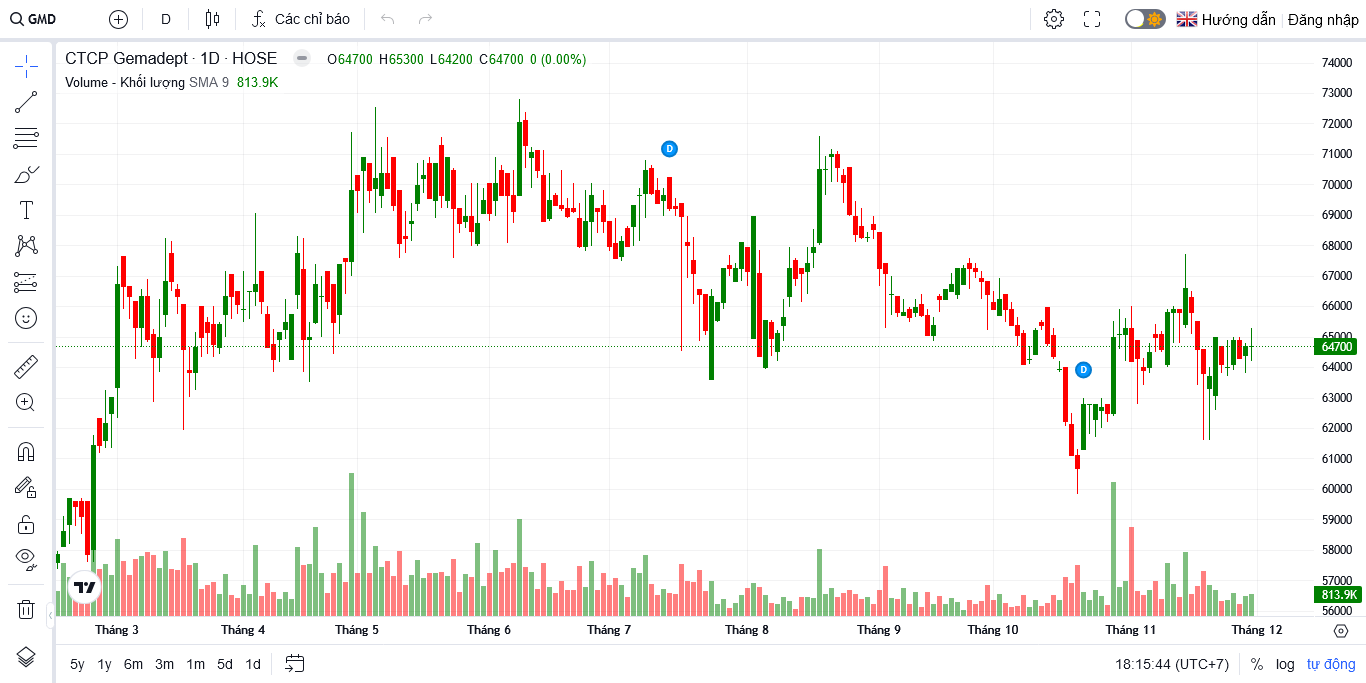 GMD D Các chỉ báo Hướng dẫn Đăng nhập
CTCP Gemadept · 1D · HOSE O64700 H65300 L64200 C64700 0 (0.00%)
Volume - Khối lượng SMA 9 813.9K
74000
73000
72000
71000
70000
69000
68000
67000
66000
65000
64700
64000
63000
62000
61000
60000
59000
58000
57000
813.9K
56000
D
D
Tháng 3 Tháng 4 Tháng 5 Tháng 6 Tháng 7 Tháng 8 Tháng 9 Tháng 10 Tháng 11 Tháng 12
5y 1y 6m 3m 1m 5d 1d 18:15:44 (UTC+7) % log tự động